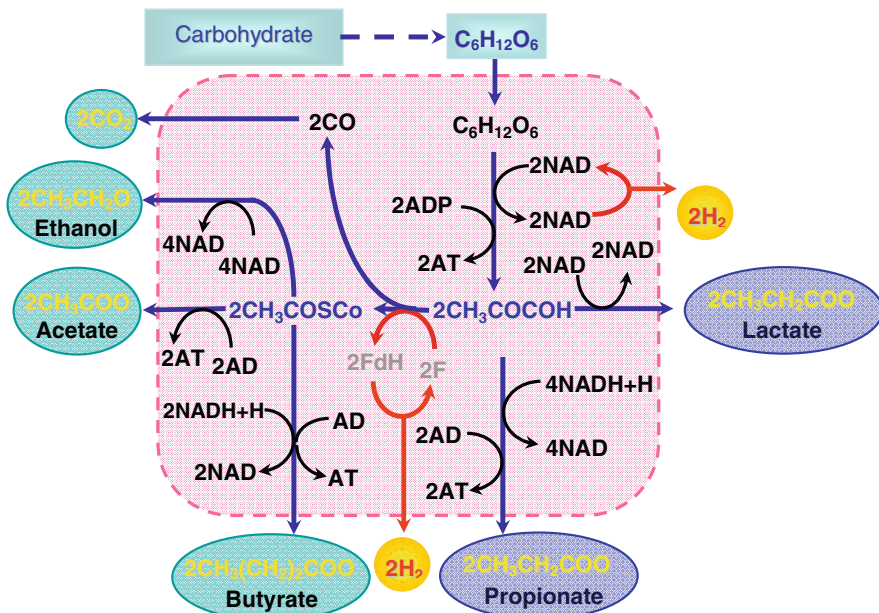 Carbohydrate
C₆H₁₂O₆
2CO₂
2CO
C₆H₁₂O₆
2NAD
2CH₃CH₂O
Ethanol
2ADP
2NAD
2H₂
4NAD
4NAD
2AT
2NAD
2NAD
2CH₃COO
Acetate
2CH₃COSCo
2CH₃COCOH
2CH₃CH₂COO
Lactate
2AT
2AD
2FdH
2F
2NADH+H
AD
2AD
4NADH+H
2NAD
AT
2AT
4NAD
2CH₃(CH₂)₂COO
Butyrate
2H₂
2CH₃CH₂COO
Propionate